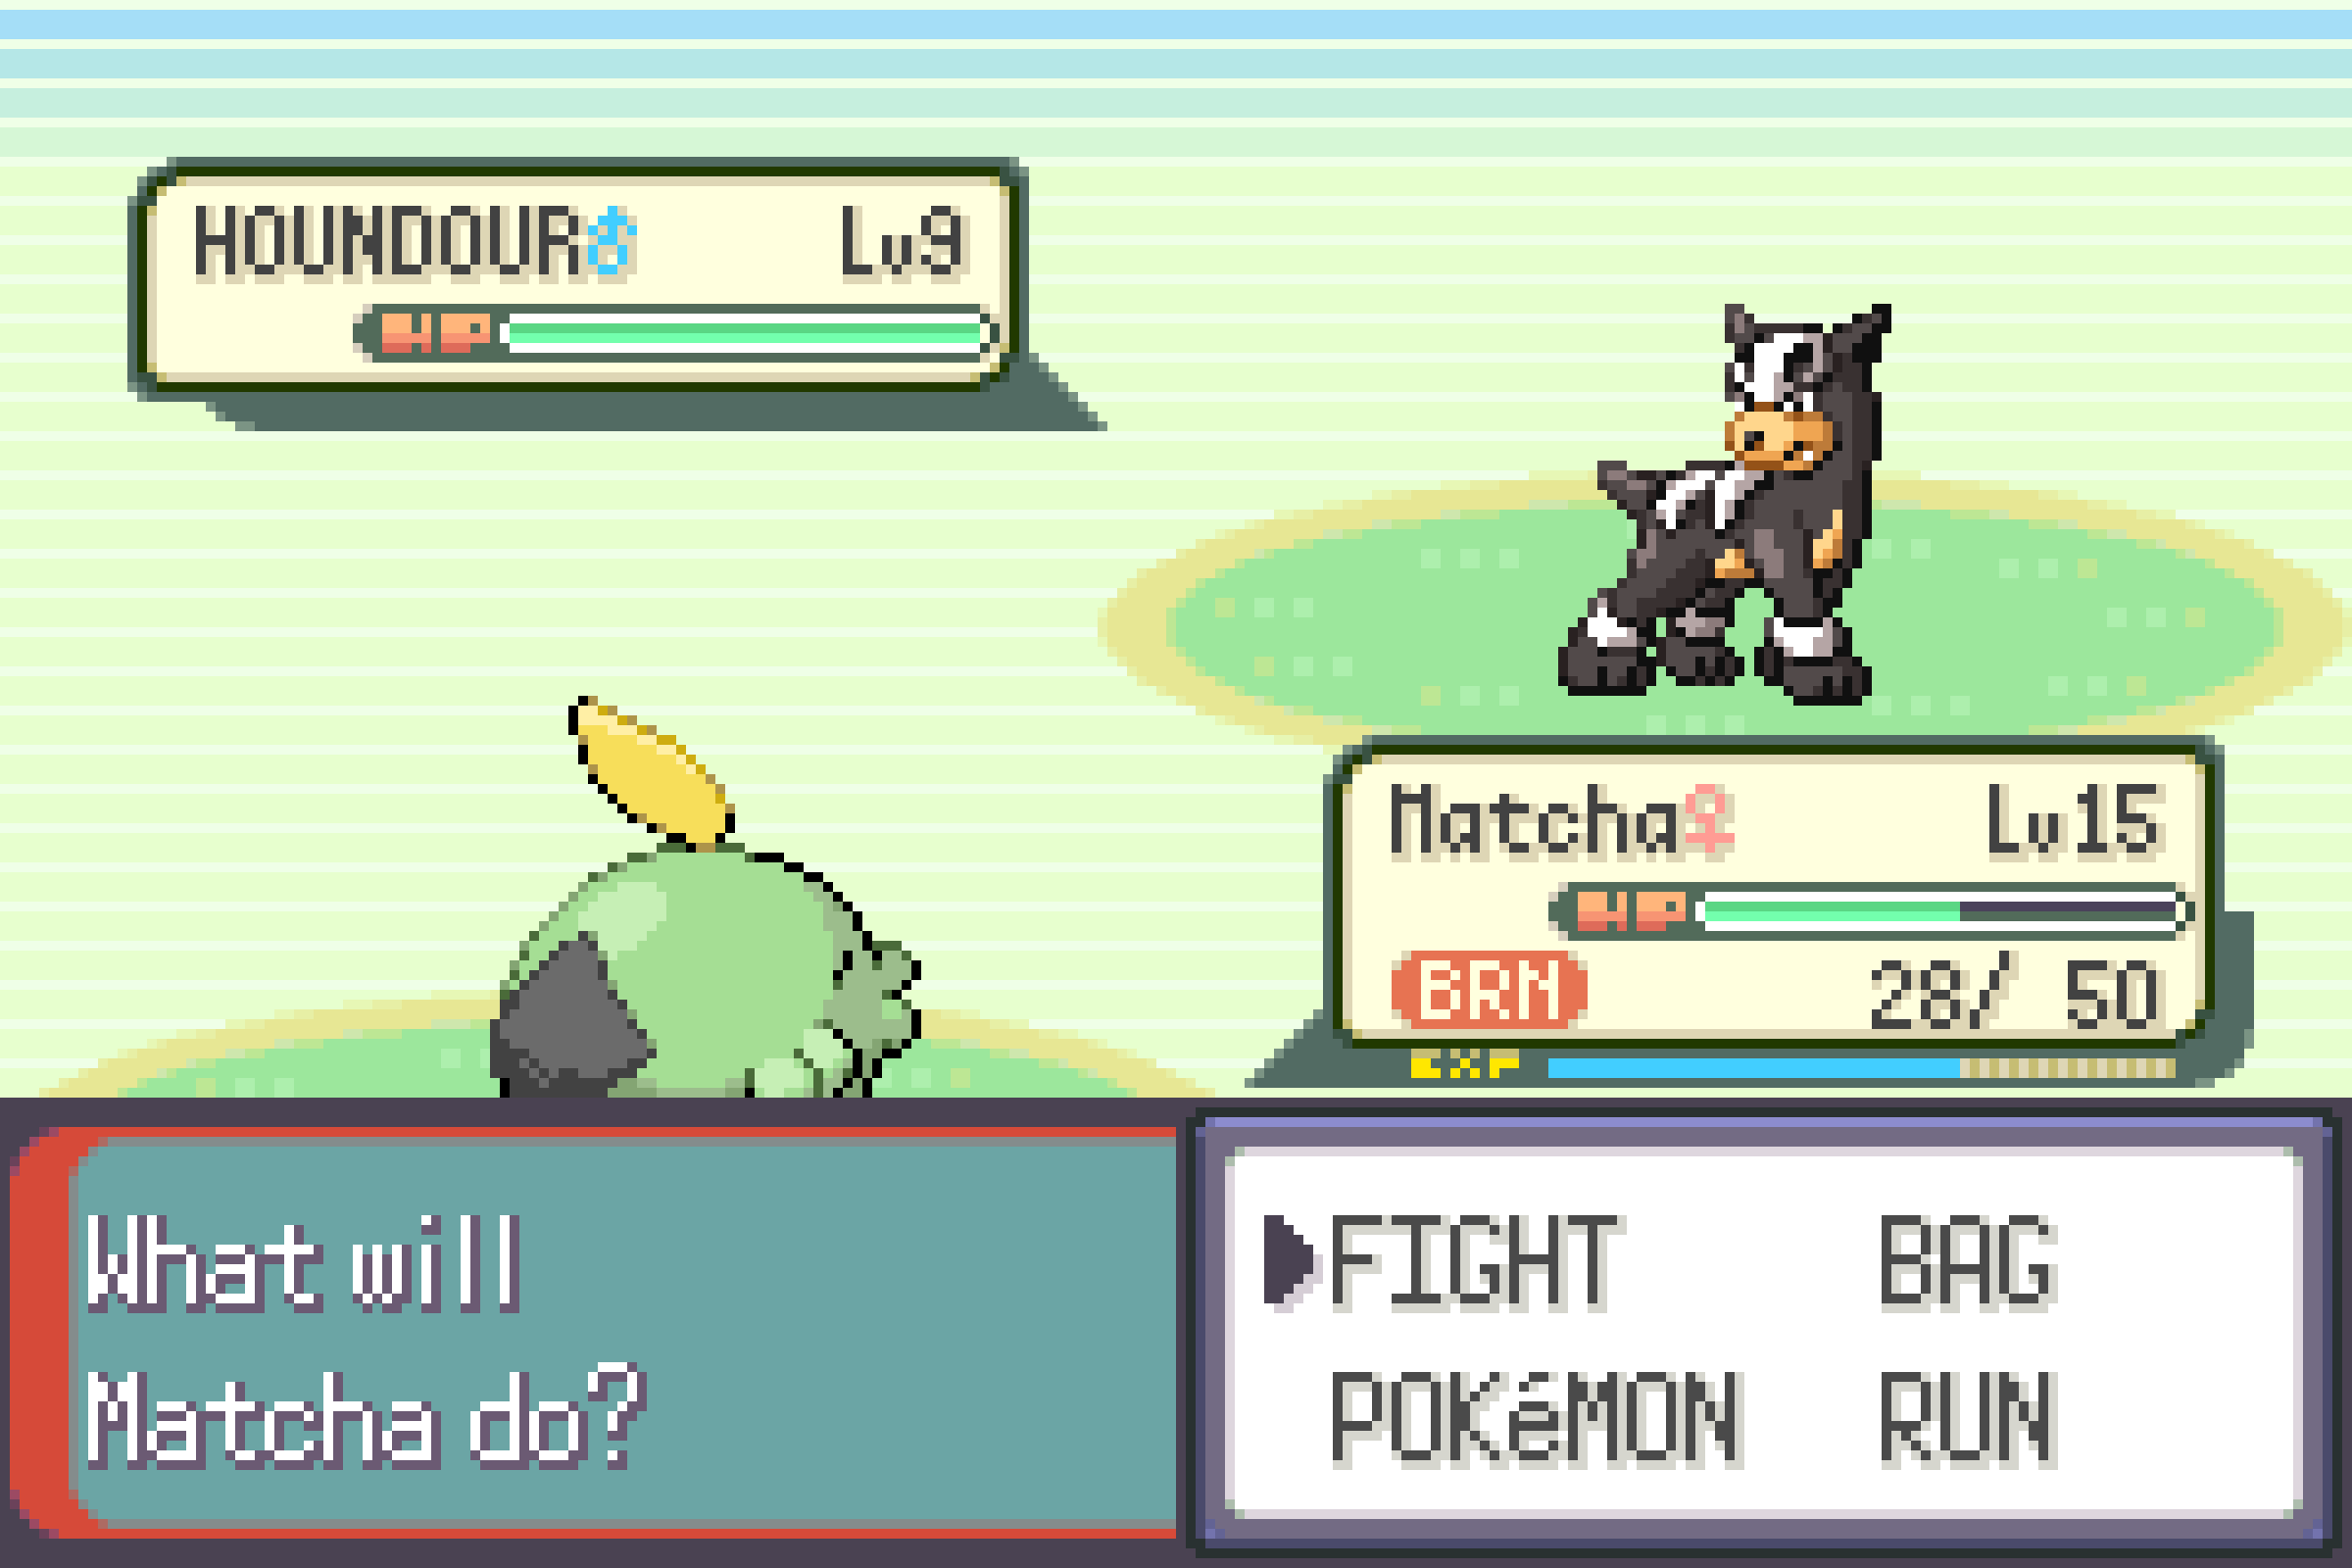 HOUNDOUR♂ Lv9
HP
Matcha♀ Lv15
HP
BRN 28/ 50
EXP
What will
Matcha do?
FIGHT BAG
POKéMON RUN